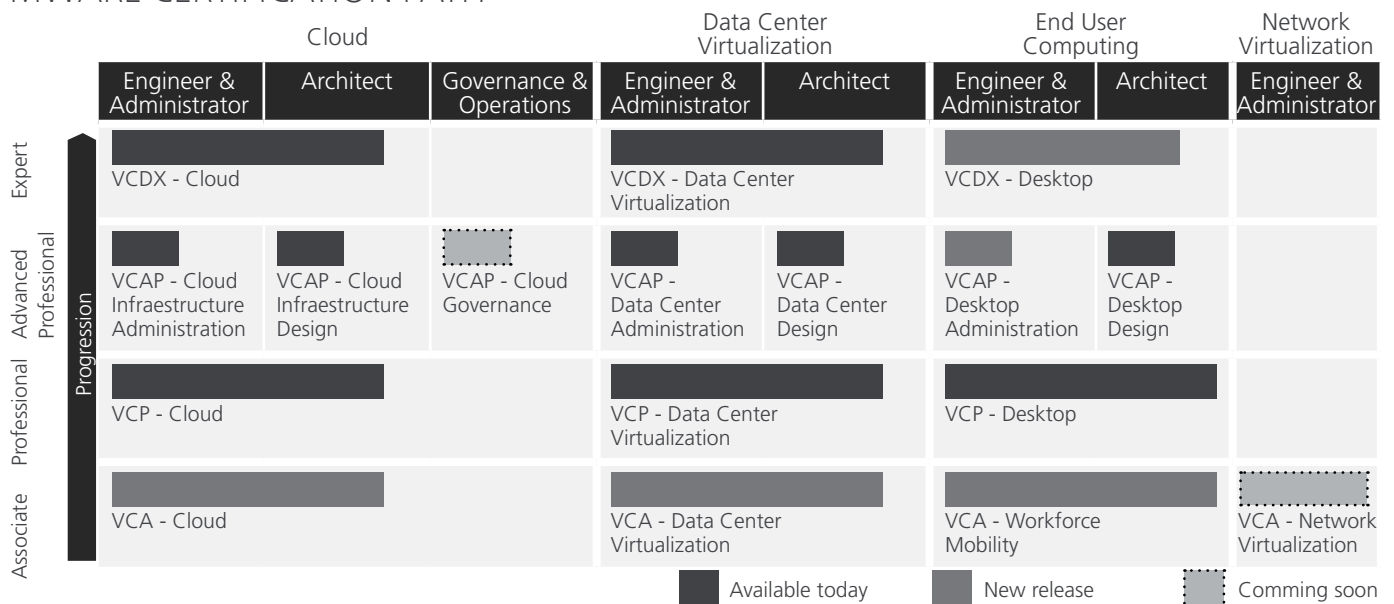 Cloud
Data Center
Virtualization
End User
Computing
Network
Virtualization
Engineer &
Administrator
Architect
Governance &
Operations
Engineer &
Administrator
Architect
Engineer &
Administrator
Architect
Engineer &
Administrator
Progression
Expert
VCDX - Cloud
VCDX - Data Center
Virtualization
VCDX - Desktop
Advanced
Professional
VCAP - Cloud
Infraestructure
Administration
VCAP - Cloud
Infraestructure
Design
VCAP - Cloud
Governance
VCAP -
Data Center
Administration
VCAP -
Data Center
Design
VCAP -
Desktop
Administration
VCAP -
Desktop
Design
Professional
VCP - Cloud
VCP - Data Center
Virtualization
VCP - Desktop
Associate
VCA - Cloud
VCA - Data Center
Virtualization
VCA - Workforce
Mobility
VCA - Network
Virtualization
Available today
New release
Comming soon